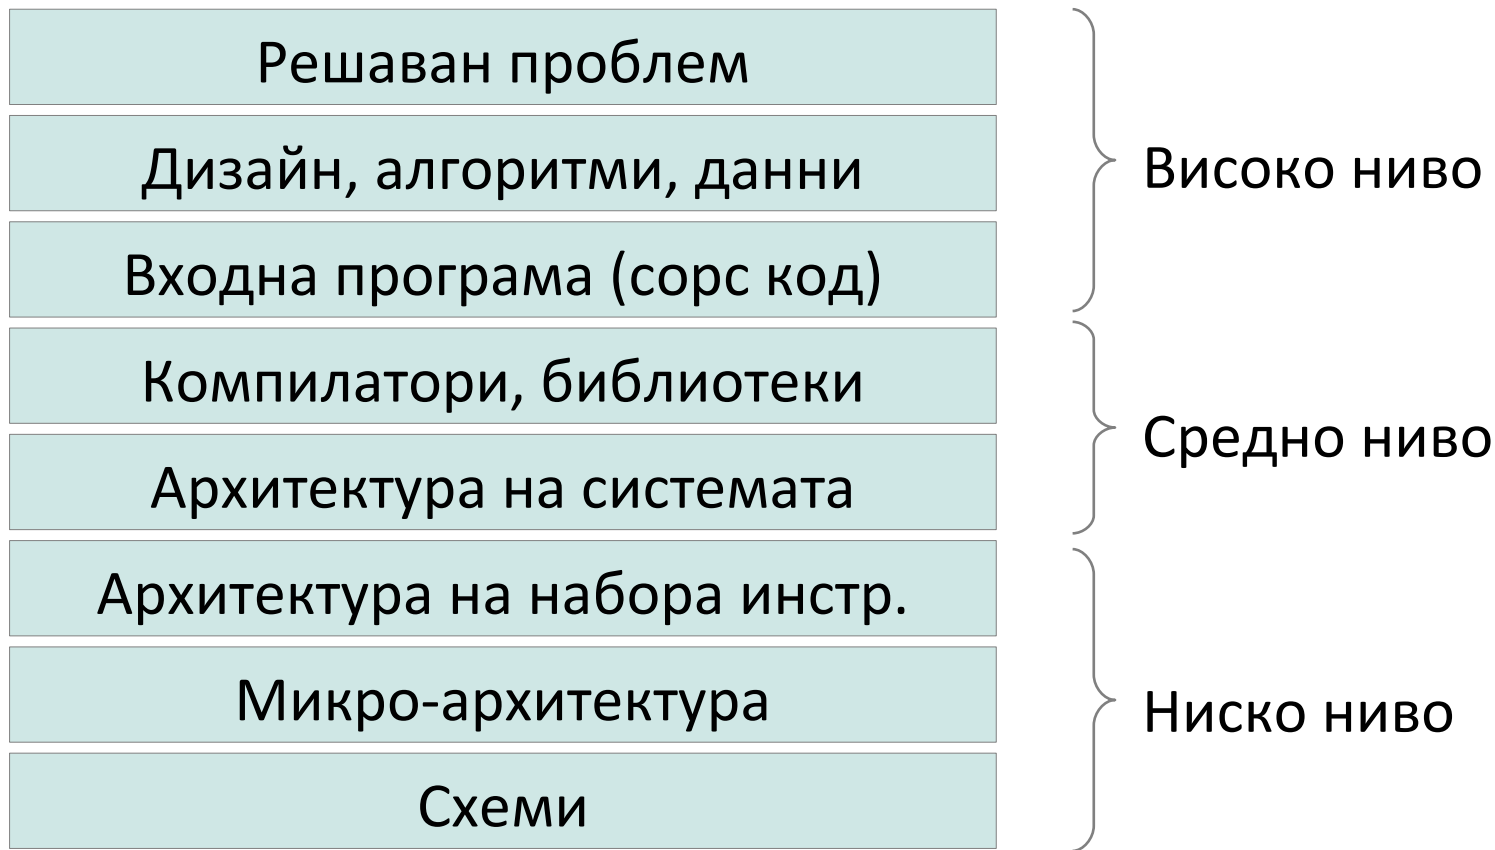 Решаван проблем
Дизайн, алгоритми, данни
Входна програма (сорс код)
Високо ниво
Компилатори, библиотеки
Архитектура на системата
Средно ниво
Архитектура на набора инстр.
Микро-архитектура
Схеми
Ниско ниво